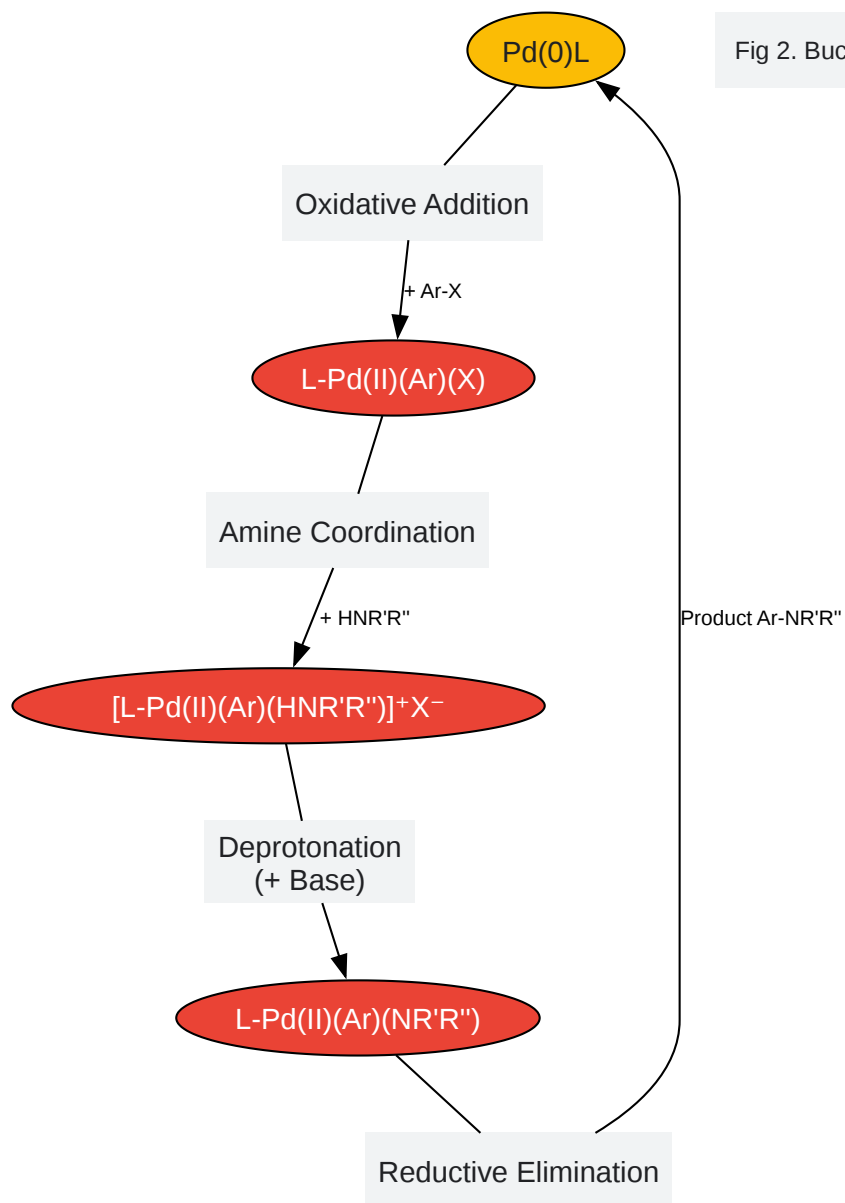 Pd(0)L
Fig 2. Buc
Oxidative Addition
+ Ar-X
L-Pd(II)(Ar)(X)
Amine Coordination
+ HNR'R''
Product Ar-NR'R''
[L-Pd(II)(Ar)(HNR'R'')]⁺X⁻
Deprotonation
(+ Base)
L-Pd(II)(Ar)(NR'R'')
Reductive Elimination